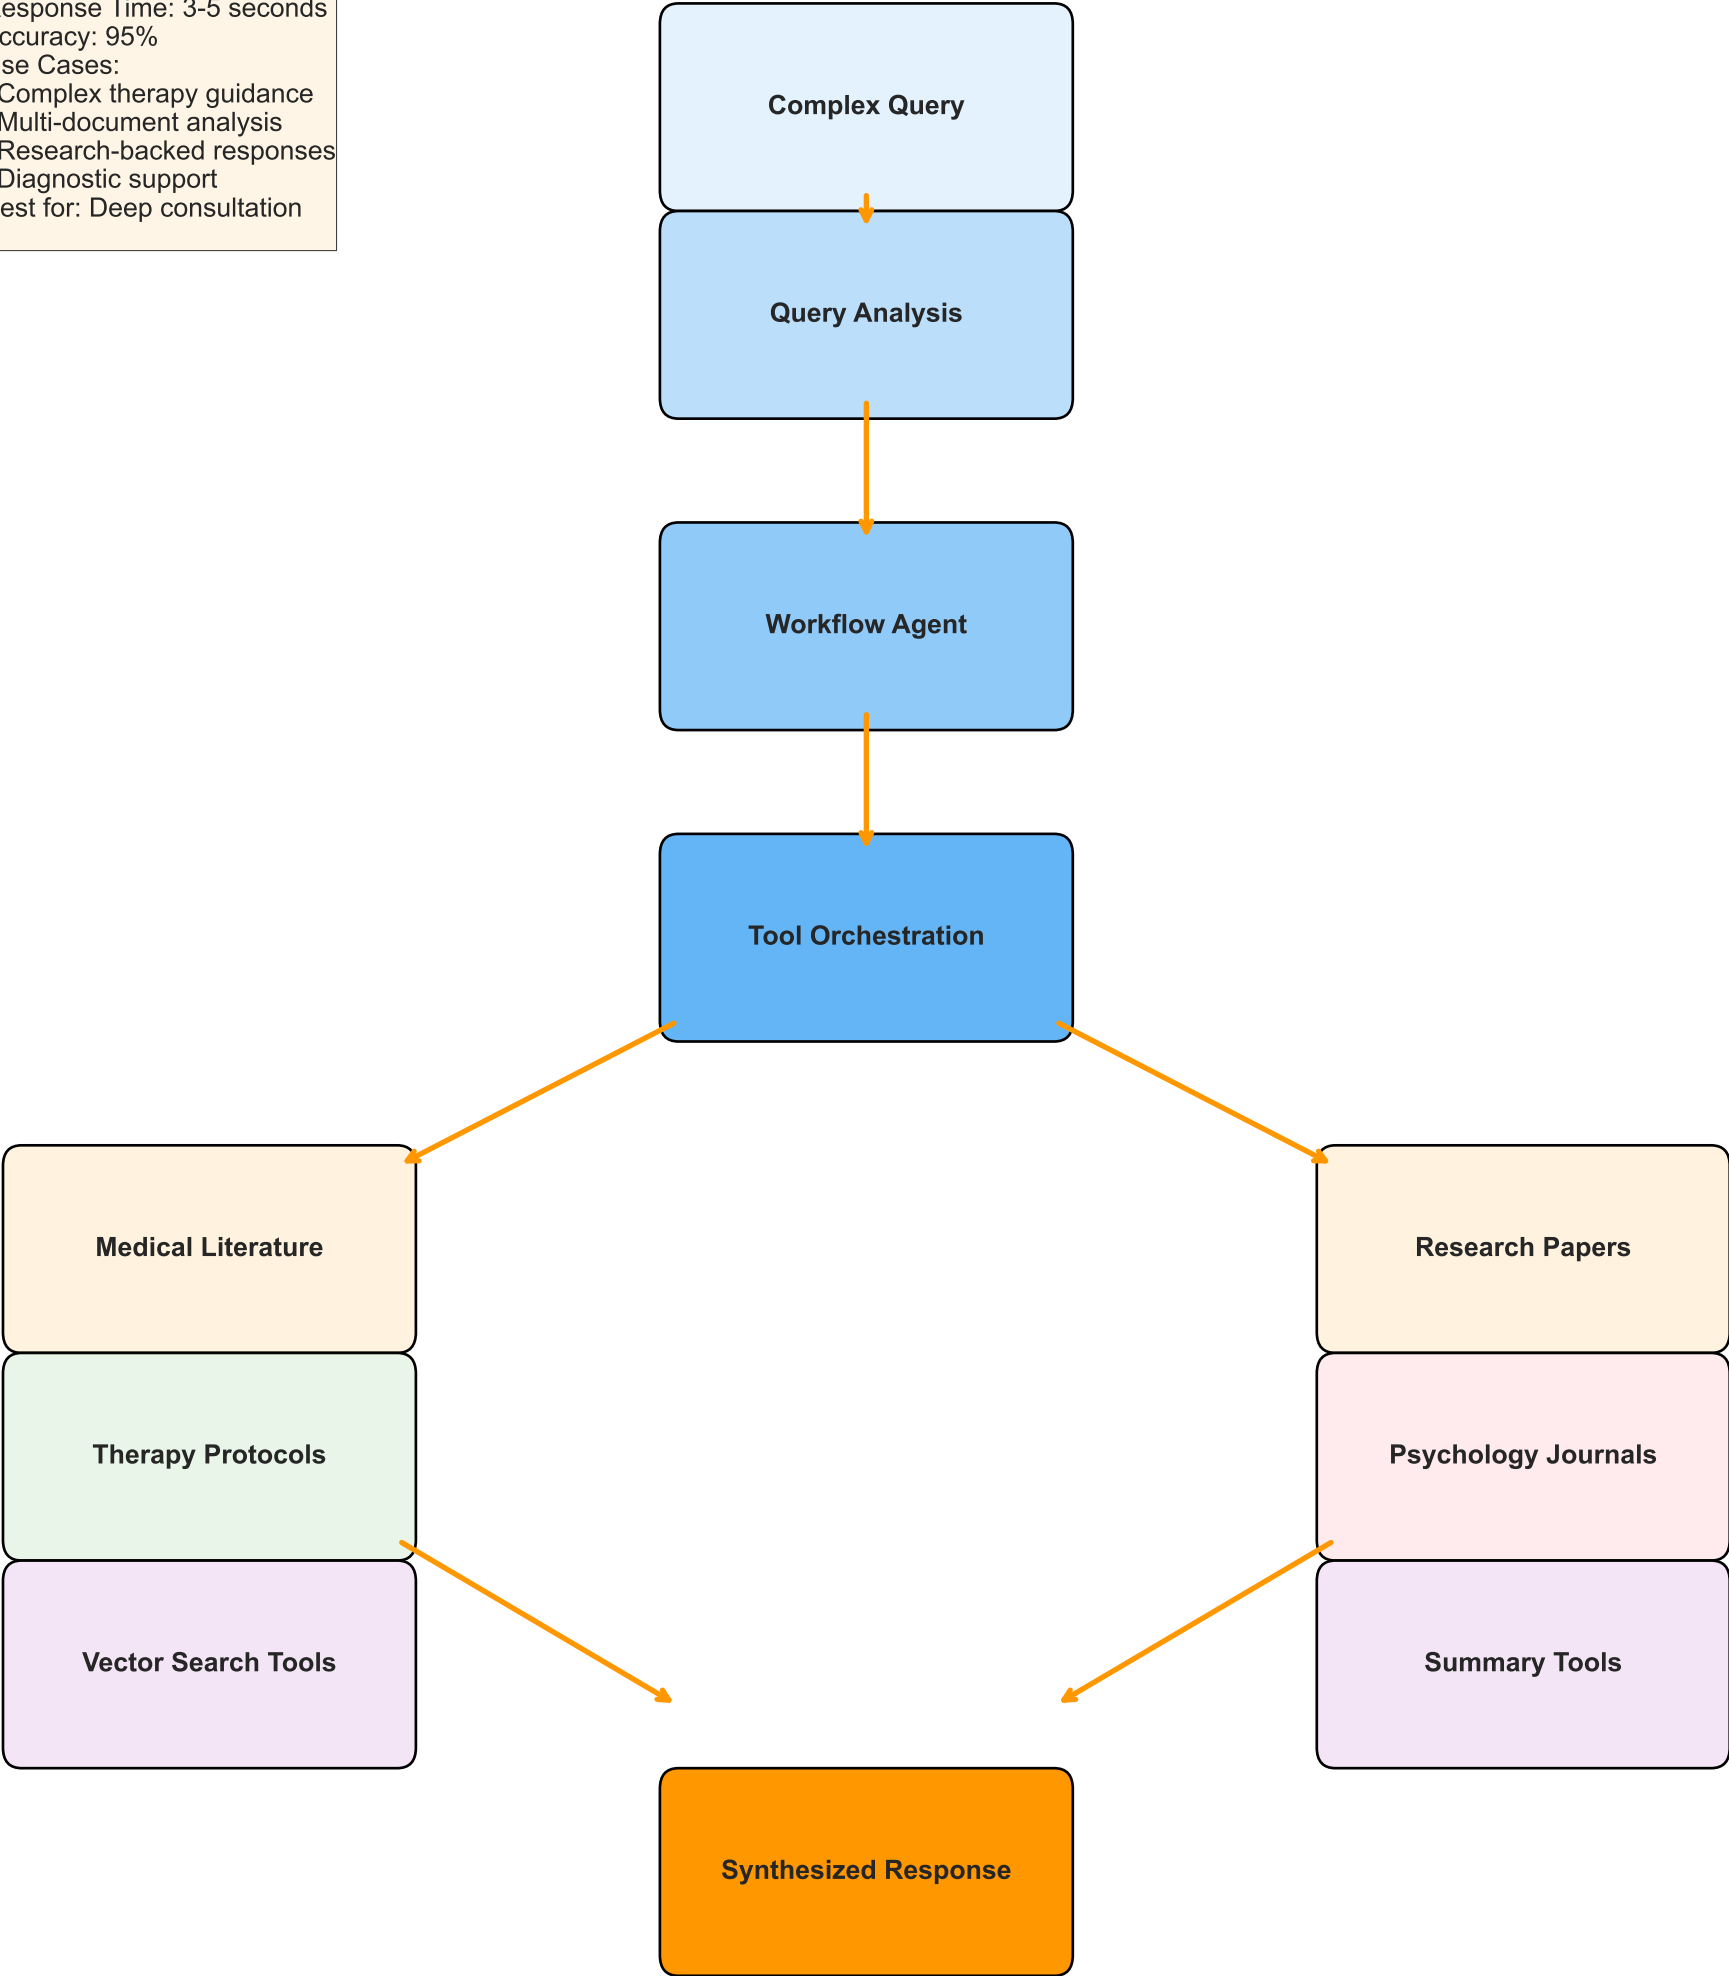 esponse Time: 3-5 seconds
ccuracy: 95%
se Cases:
Complex therapy guidance
Multi-document analysis
Research-backed responses
Diagnostic support
est for: Deep consultation
Complex Query
Query Analysis
Workflow Agent
Tool Orchestration
Medical Literature
Research Papers
Therapy Protocols
Psychology Journals
Vector Search Tools
Summary Tools
Synthesized Response